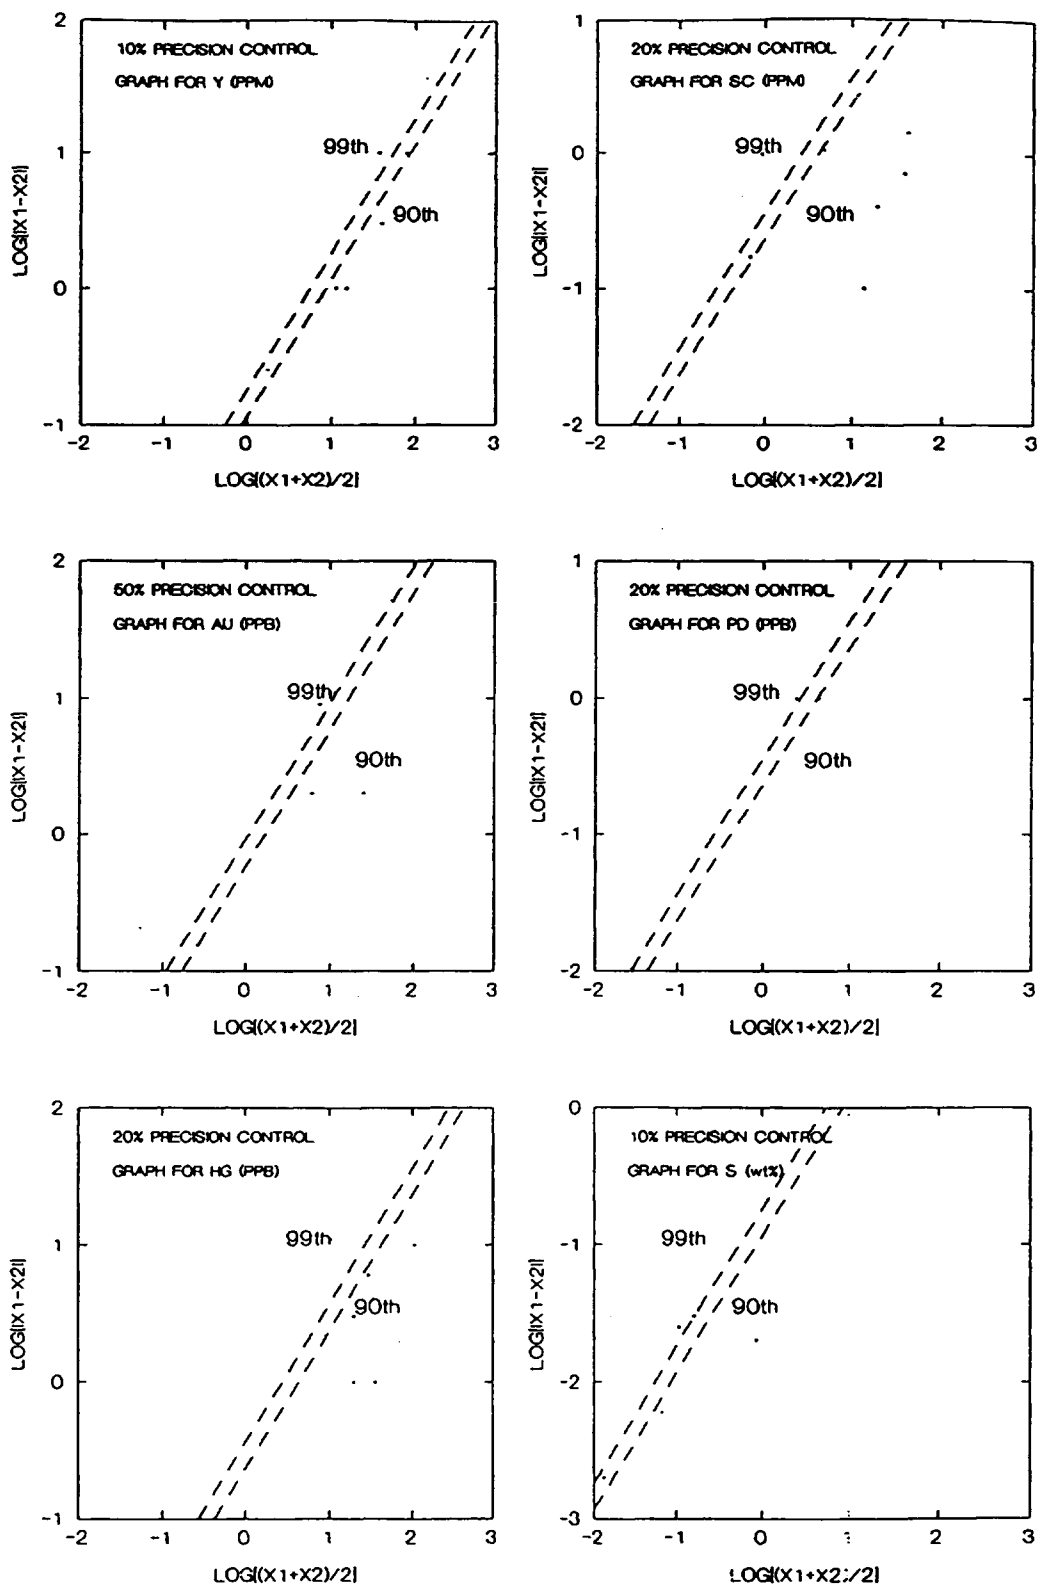 2
10% PRECISION CONTROL
GRAPH FOR Y (PPM)
99th
1
90th
0
-1
-2 -1 0 1 2 3
LOG[|X1-X2|]
LOG[(X1+X2)/2]
1
20% PRECISION CONTROL
GRAPH FOR SC (PPM)
99th
0
90th
-1
-2
-2 -1 0 1 2 3
LOG[|X1-X2|]
LOG[(X1+X2)/2]
2
50% PRECISION CONTROL
GRAPH FOR AU (PPB)
99th
1
90th
0
-1
-2 -1 0 1 2 3
LOG[|X1-X2|]
LOG[(X1+X2)/2]
1
20% PRECISION CONTROL
GRAPH FOR PD (PPB)
99th
0
90th
-1
-2
-2 -1 0 1 2 3
LOG[|X1-X2|]
LOG[(X1+X2)/2]
2
20% PRECISION CONTROL
GRAPH FOR HG (PPB)
99th
1
90th
0
-1
-2 -1 0 1 2 3
LOG[|X1-X2|]
LOG[(X1+X2)/2]
0
10% PRECISION CONTROL
GRAPH FOR S (wt%)
99th
-1
90th
-2
-3
-2 -1 0 1 2 3
LOG[|X1-X2|]
LOG[(X1+X2)/2]